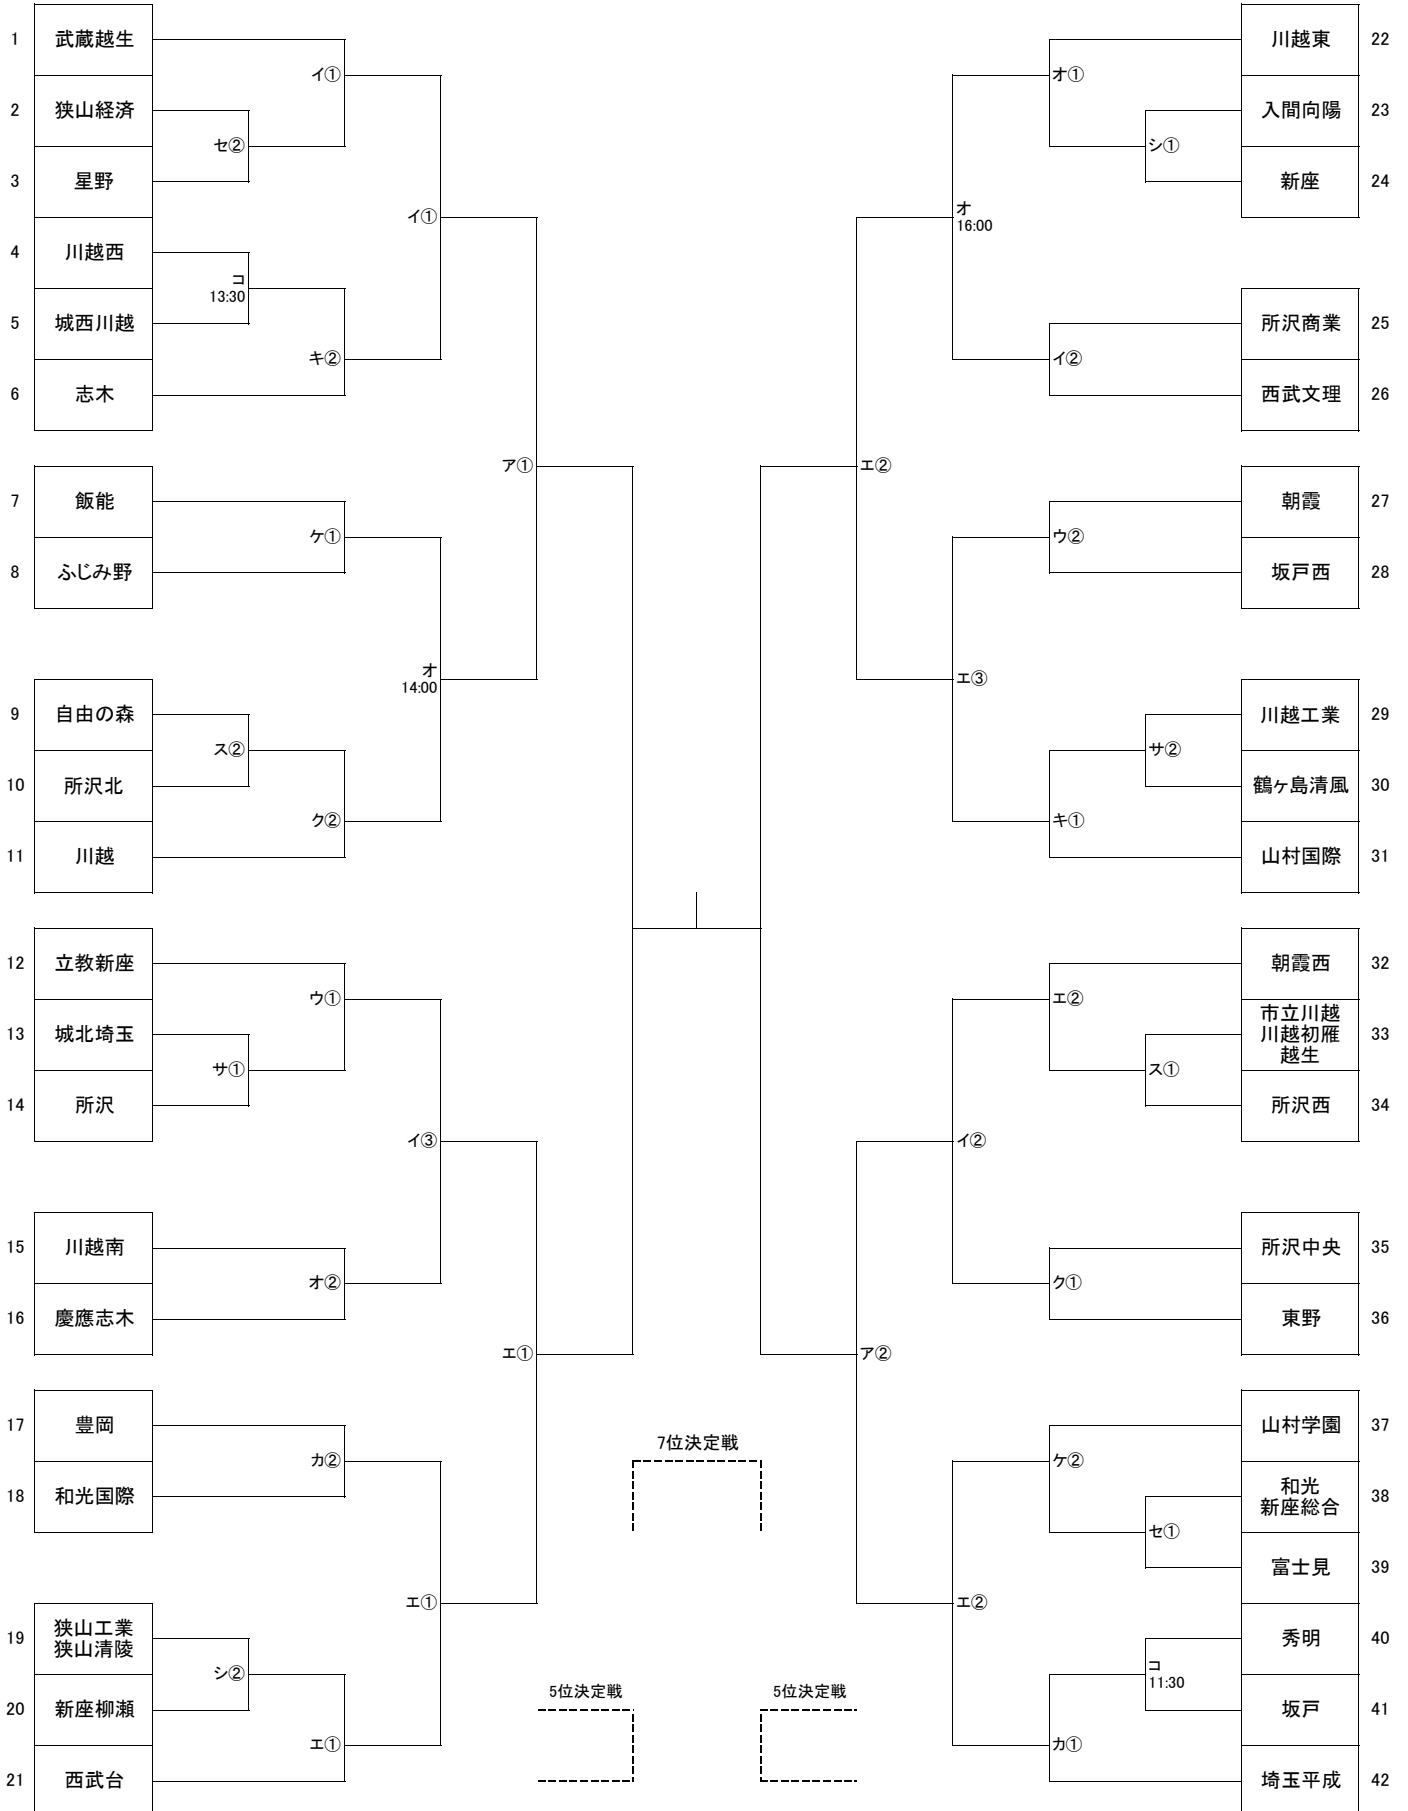 1 武蔵越生
イ①
2 狭山経済
セ②
3 星野
イ①
4 川越西
コ
13:30
5 城西川越
キ②
6 志木
ア①
7 飯能
ケ①
8 ふじみ野
オ
14:00
9 自由の森
ス②
10 所沢北
ク②
11 川越
12 立教新座
ウ①
13 城北埼玉
サ①
14 所沢
イ③
15 川越南
オ②
16 慶應志木
エ①
17 豊岡
カ②
18 和光国際
エ①
19 狭山工業
狭山清陵
シ②
20 新座柳瀬
エ①
21 西武台
7位決定戦
5位決定戦
5位決定戦
川越東 22
オ①
入間向陽 23
シ①
新座 24
オ
16:00
所沢商業 25
イ②
西武文理 26
エ②
朝霞 27
ウ②
坂戸西 28
エ③
川越工業 29
サ②
鶴ヶ島清風 30
キ①
山村国際 31
朝霞西 32
エ②
市立川越
川越初雁 33
越生
ス①
所沢西 34
イ②
所沢中央 35
ク①
東野 36
ア②
山村学園 37
ケ②
和光
新座総合 38
セ①
富士見 39
エ②
秀明 40
コ
11:30
坂戸 41
カ①
埼玉平成 42